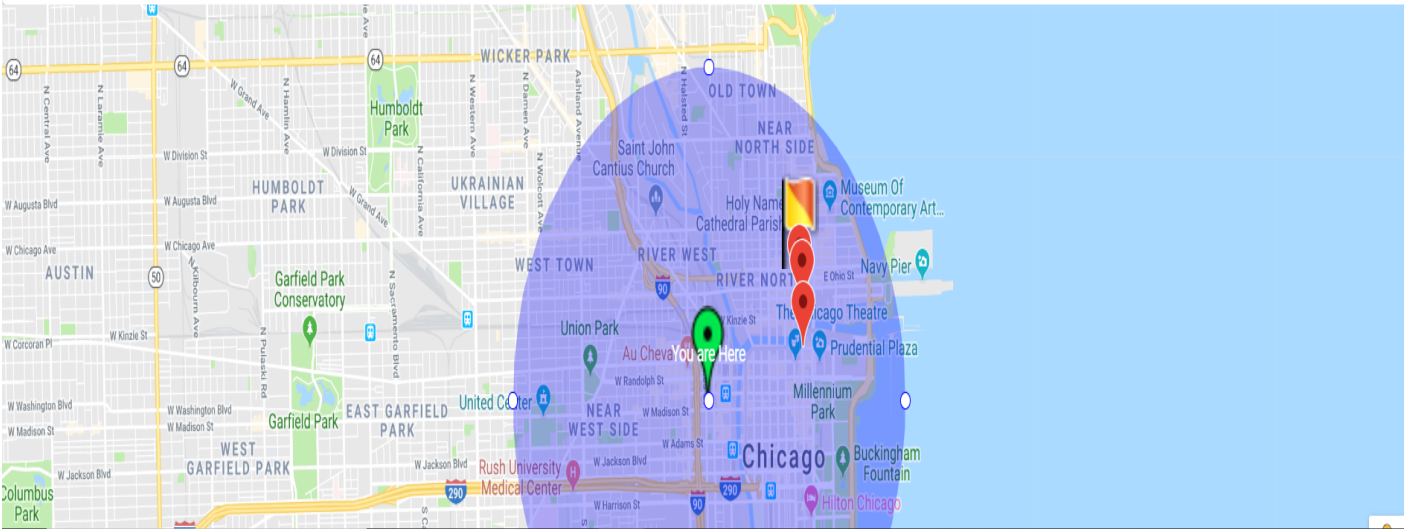 64
64
64
WICKER PARK
OLD TOWN
NEAR
NORTH SIDE
N Central Ave
N Laramie Ave
W Grand Ave
N Hamlin Ave
Humboldt
Park
N Western Ave
N Damen Ave
Ashland Avenue
N Halsted St
W Division St
W Division St
N California Ave
Saint John
Cantius Church
N Wolcott Ave
HUMBOLDT
PARK
W Grand Ave
UKRAINIAN
VILLAGE
W Augusta Blvd
W Augusta Blvd
Museum Of
Contemporary Art...
Holy Name
Cathedral Parish
W Chicago Ave
W Chicago Ave
AUSTIN
50
N Kilbourn Ave
Garfield Park
Conservatory
N Sacramento Blvd
WEST TOWN
RIVER WEST
90
RIVER NORT
E Ohio St
Navy Pier
W Corcoran Pl
W Kinzie St
N Pulaski Rd
Union Park
W Kinzie St
The
icago Theatre
Au Cheva
You are Here
Prudential Plaza
W Randolph St
Millennium
Park
W Washington Blvd
W Madison St
W Washington Blvd
W Madison St
Garfield Park
EAST GARFIELD
PARK
United Ce
ter
NEAR
WEST SIDE
W Madison St
WEST
GARFIELD PARK
W Adams St
Chicago
Buckingham
Fountain
W Jackson Blvd
W Jackson Blvd
W Jackson Blvd
Rush University
Medical Center
Columbus
Park
290
290
90
W Harrison St
Hilton Chicago